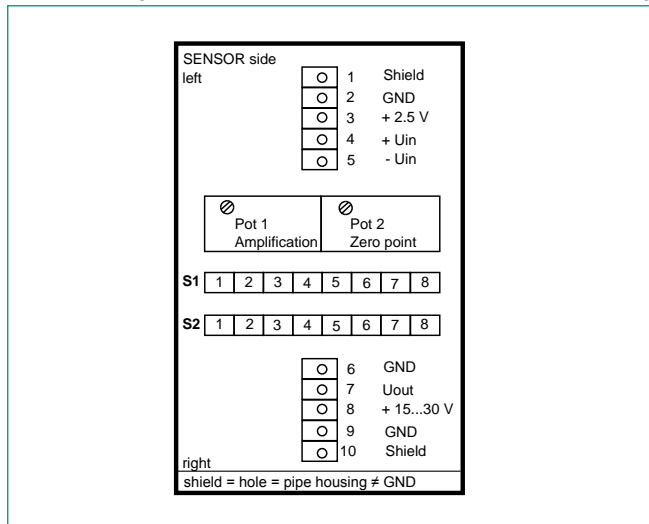 SENSOR side
left
1 Shield
2 GND
3 + 2.5 V
4 + Uin
5 - Uin
Pot 1 Pot 2
Amplification Zero point
S1 1 2 3 4 5 6 7 8
S2 1 2 3 4 5 6 7 8
6 GND
7 Uout
8 + 15...30 V
9 GND
10 Shield
right
shield = hole = pipe housing ≠ GND